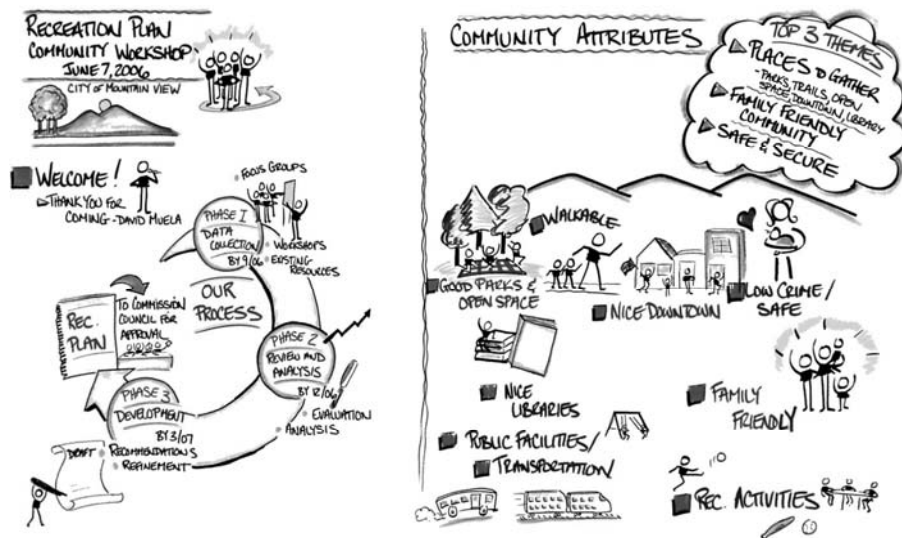 RECREATION PLAN
COMMUNITY WORKSHOP
JUNE 7, 2006
CITY OF MOUNTAIN VIEW
WELCOME!
THANK YOU FOR
COMING - DAVID MUELA
FOCUS GROUPS
PHASE 1
DATA
COLLECTION
BY 9/06
WORKSHOPS
EXISTING
RESOURCES
OUR
PROCESS
PHASE 2
REVIEW AND
ANALYSIS
BY 12/06
EVALUATION
ANALYSIS
PHASE 3
DEVELOPMENT
BY 3/07
RECOMMENDATIONS
REFINEMENT
DRAFT
REC.
PLAN
TO COMMISSION
COUNCIL FOR
APPROVAL
COMMUNITY ATTRIBUTES
TOP 3 THEMES
PLACES TO GATHER
- PARKS, TRAILS, OPEN
SPACE, DOWNTOWN, LIBRARY
FAMILY FRIENDLY
COMMUNITY
SAFE & SECURE
WALKABLE
GOOD PARKS &
OPEN SPACE
NICE DOWNTOWN
LOW CRIME/
SAFE
NICE
LIBRARIES
FAMILY
FRIENDLY
PUBLIC FACILITIES/
TRANSPORTATION
REC. ACTIVITIES